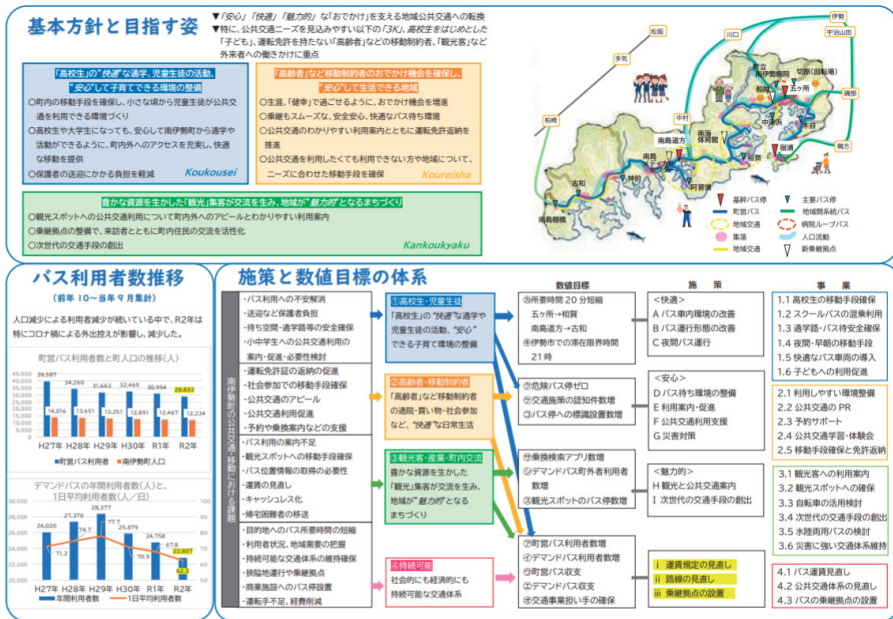 基本方針と目指す姿
▼「安心」「快適」「魅力的」な「おでかけ」を支える地域公共交通への転換
▼特に、公共交通ニーズを見込みやすい以下の「3K」、高校生をはじめとした
「子ども」、運転免許を持たない「高齢者」などの移動制約者、「観光客」など
外来者への働きかけに重点
「高校生」の"快適"な通学、児童生徒の活動、
"安心"して子育てできる環境の整備
○町内の移動手段を確保し、小さな頃から児童生徒が公共交
通を利用できる環境づくり
○高校生や大学生になっても、安心して南伊勢町から通学や
活動ができるように、町内外へのアクセスを充実し、快適
な移動を提供
○保護者の送迎にかかる負担を軽減
Koukousei
「高齢者」など移動制約者のおでかけ機会を確保し、
"安心"して生活できる地域
○生涯、「健幸」で過ごせるように、おでかけ機会を増進
○乗継もスムーズな、安全安心、快適なバス待ち環境
○公共交通のわかりやすい利用案内とともに運転免許返納を
推進
○公共交通を利用したくても利用できない方や地域について、
ニーズに合わせた移動手段を確保
Koureisha
豊かな資源を生かした「観光」集客が交流を生み、地域が"魅力的"となるまちづくり
○観光スポットへの公共交通利用について町内外へのアピールとわかりやすい利用案内
○乗継拠点の整備で、来訪者とともに町内住民の交流を活性化
○次世代の交通手段の創出
Kankoukyaku
松阪
多気
川口
伊勢
宇治山田
町立
南伊勢病院
切原(回転場)
船越
五ヶ所
磯部
中津浜
木谷
宿浦
鵜方
柏崎
中村
南島道方
南海
体育館
相賀
南島
阿曽浦
神前
古和
南島棚橋
基幹バス停
主要バス停
町営バス
地域間系統バス
地域交通
病院ループバス
集落
人口流動
地域交通
新乗継拠点
バス利用者数推移
(前年10~当年9月集計)
人口減少による利用者減少が続いている中で、R2年は
特にコロナ禍による外出控えが影響し、減少した。
町営バス利用者数と町人口の推移(人)
45,000
40,000
35,000
30,000
25,000
20,000
15,000
10,000
5,000
0
39,587
34,260
31,663
32,469
30,954
28,833
14,016
13,651
13,251
12,891
12,467
12,234
H27年 H28年 H29年 H30年 R1年 R2年
町営バス利用者 南伊勢町人口
デマンドバスの年間利用者数(人)と、
1日平均利用者数(人/日)
30,000
28,000
26,000
24,000
22,000
100
90
80
70
60
50
26,020
27,370
28,377
25,879
24,758
22,807
71.2
74.7
77.7
70.9
67.8
H27年 H28年 H29年 H30年 R1年 R2年
年間利用者数 1日平均利用者数
施策と数値目標の体系
南伊勢町の公共交通・移動における課題
・バス利用への不安解消
・送迎など保護者負担
・待ち空間・通学路等の安全確保
・小中学生への公共交通利用の
案内・促進・必要性検討
・運転免許証の返納の促進
・社会参加での移動手段確保
・公共交通のアピール
・公共交通利用促進
・予約や乗換案内などの支援
・バス利用の案内不足
・観光スポットへの移動手段確保
・バス位置情報の取得の必要性
・運賃の見直し
・キャッシュレス化
・帰宅困難者の移送
・目的地へのバス所要時間の短縮
・利用者状況、地域需要の把握
・持続可能な交通体系の維持確保
・狭隘地運行や乗継拠点
・商業施設へのバス停設置
・運転手不足、経費削減
①高校生・児童生徒
「高校生」の"快適"な通学や
児童生徒の活動、"安心"
できる子育て環境の整備
②高齢者・移動制約者
「高齢者」など移動制約者
の通院・買い物・社会参加
など、"快適"な日常生活
③観光客・産業・町内交流
豊かな資源を生かした
「観光」集客が交流を生み、
地域が"魅力的"となる
まちづくり
④持続可能
社会的にも経済的にも
持続可能な交通体系
数値目標
㋕所要時間20分短縮
五ヶ所→相賀
南島道方→古和
㋖伊勢市での滞在限界時間
21時
㋗危険バス停ゼロ
㋘交通施策の認知件数増
㋙バス停への標識設置数増
㋚乗換検索アプリ数増
㋛デマンドバス町外利用者
数増
㋜観光スポットのバス停数増
㋐町営バス利用者数増
㋑デマンドバス利用者数増
㋒町営バス収支
㋓デマンドバス収支
㋔交通事業担い手の確保
施 策
<快適>
A バス車内環境の改善
B バス運行形態の改善
C 夜間バス運行
<安心>
D バス待ち環境の整備
E 利用案内・促進
F 公共交通利用支援
G 災害対策
<魅力的>
H 観光と公共交通案内
I 次世代の交通手段の創出
ⅰ 運賃規定の見直し
ⅱ 路線の見直し
ⅲ 乗継拠点の設置
事 業
1.1 高校生の移動手段確保
1.2 スクールバスの混乗利用
1.3 通学路・バス待安全確保
1.4 夜間・早朝の移動手段
1.5 快適なバス車両の導入
1.6 子どもへの利用促進
2.1 利用しやすい環境整備
2.2 公共交通のPR
2.3 予約サポート
2.4 公共交通学習・体験会
2.5 移動手段確保と免許返納
3.1 観光客への利用案内
3.2 観光スポットへの確保
3.3 自転車の活用検討
3.4 次世代の交通手段の創出
3.5 水陸両用バスの検討
3.6 災害に強い交通体系維持
4.1 バス運賃見直し
4.2 公共交通体系の見直し
4.3 バスの乗継拠点の設置